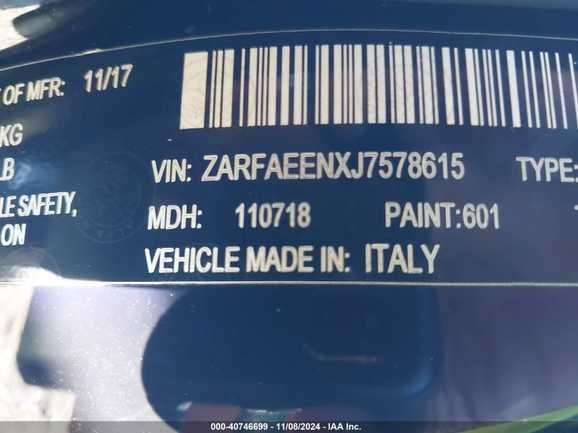 OF MFR: 11/17
KG
LB
VIN: ZARFAEENXJ7578615 TYPE:
LE SAFETY,
MDH: 110718 PAINT:601
ON
VEHICLE MADE IN: ITALY
000-40746699 - 11/08/2024 - IAA Inc.